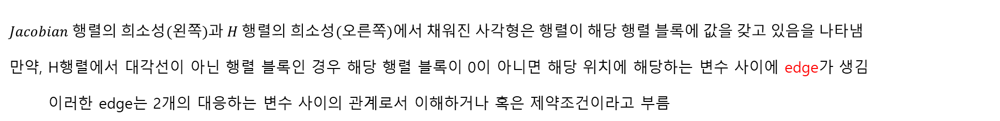 Jacobian 행렬의 희소성(왼쪽)과 H 행렬의 희소성(오른쪽)에서 채워진 사각형은 행렬이 해당 행렬 블록에 값을 갖고 있음을 나타냄
만약, H행렬에서 대각선이 아닌 행렬 블록인 경우 해당 행렬 블록이 0이 아니면 해당 위치에 해당하는 변수 사이에 edge가 생김
이러한 edge는 2개의 대응하는 변수 사이의 관계로서 이해하거나 혹은 제약조건이라고 부름